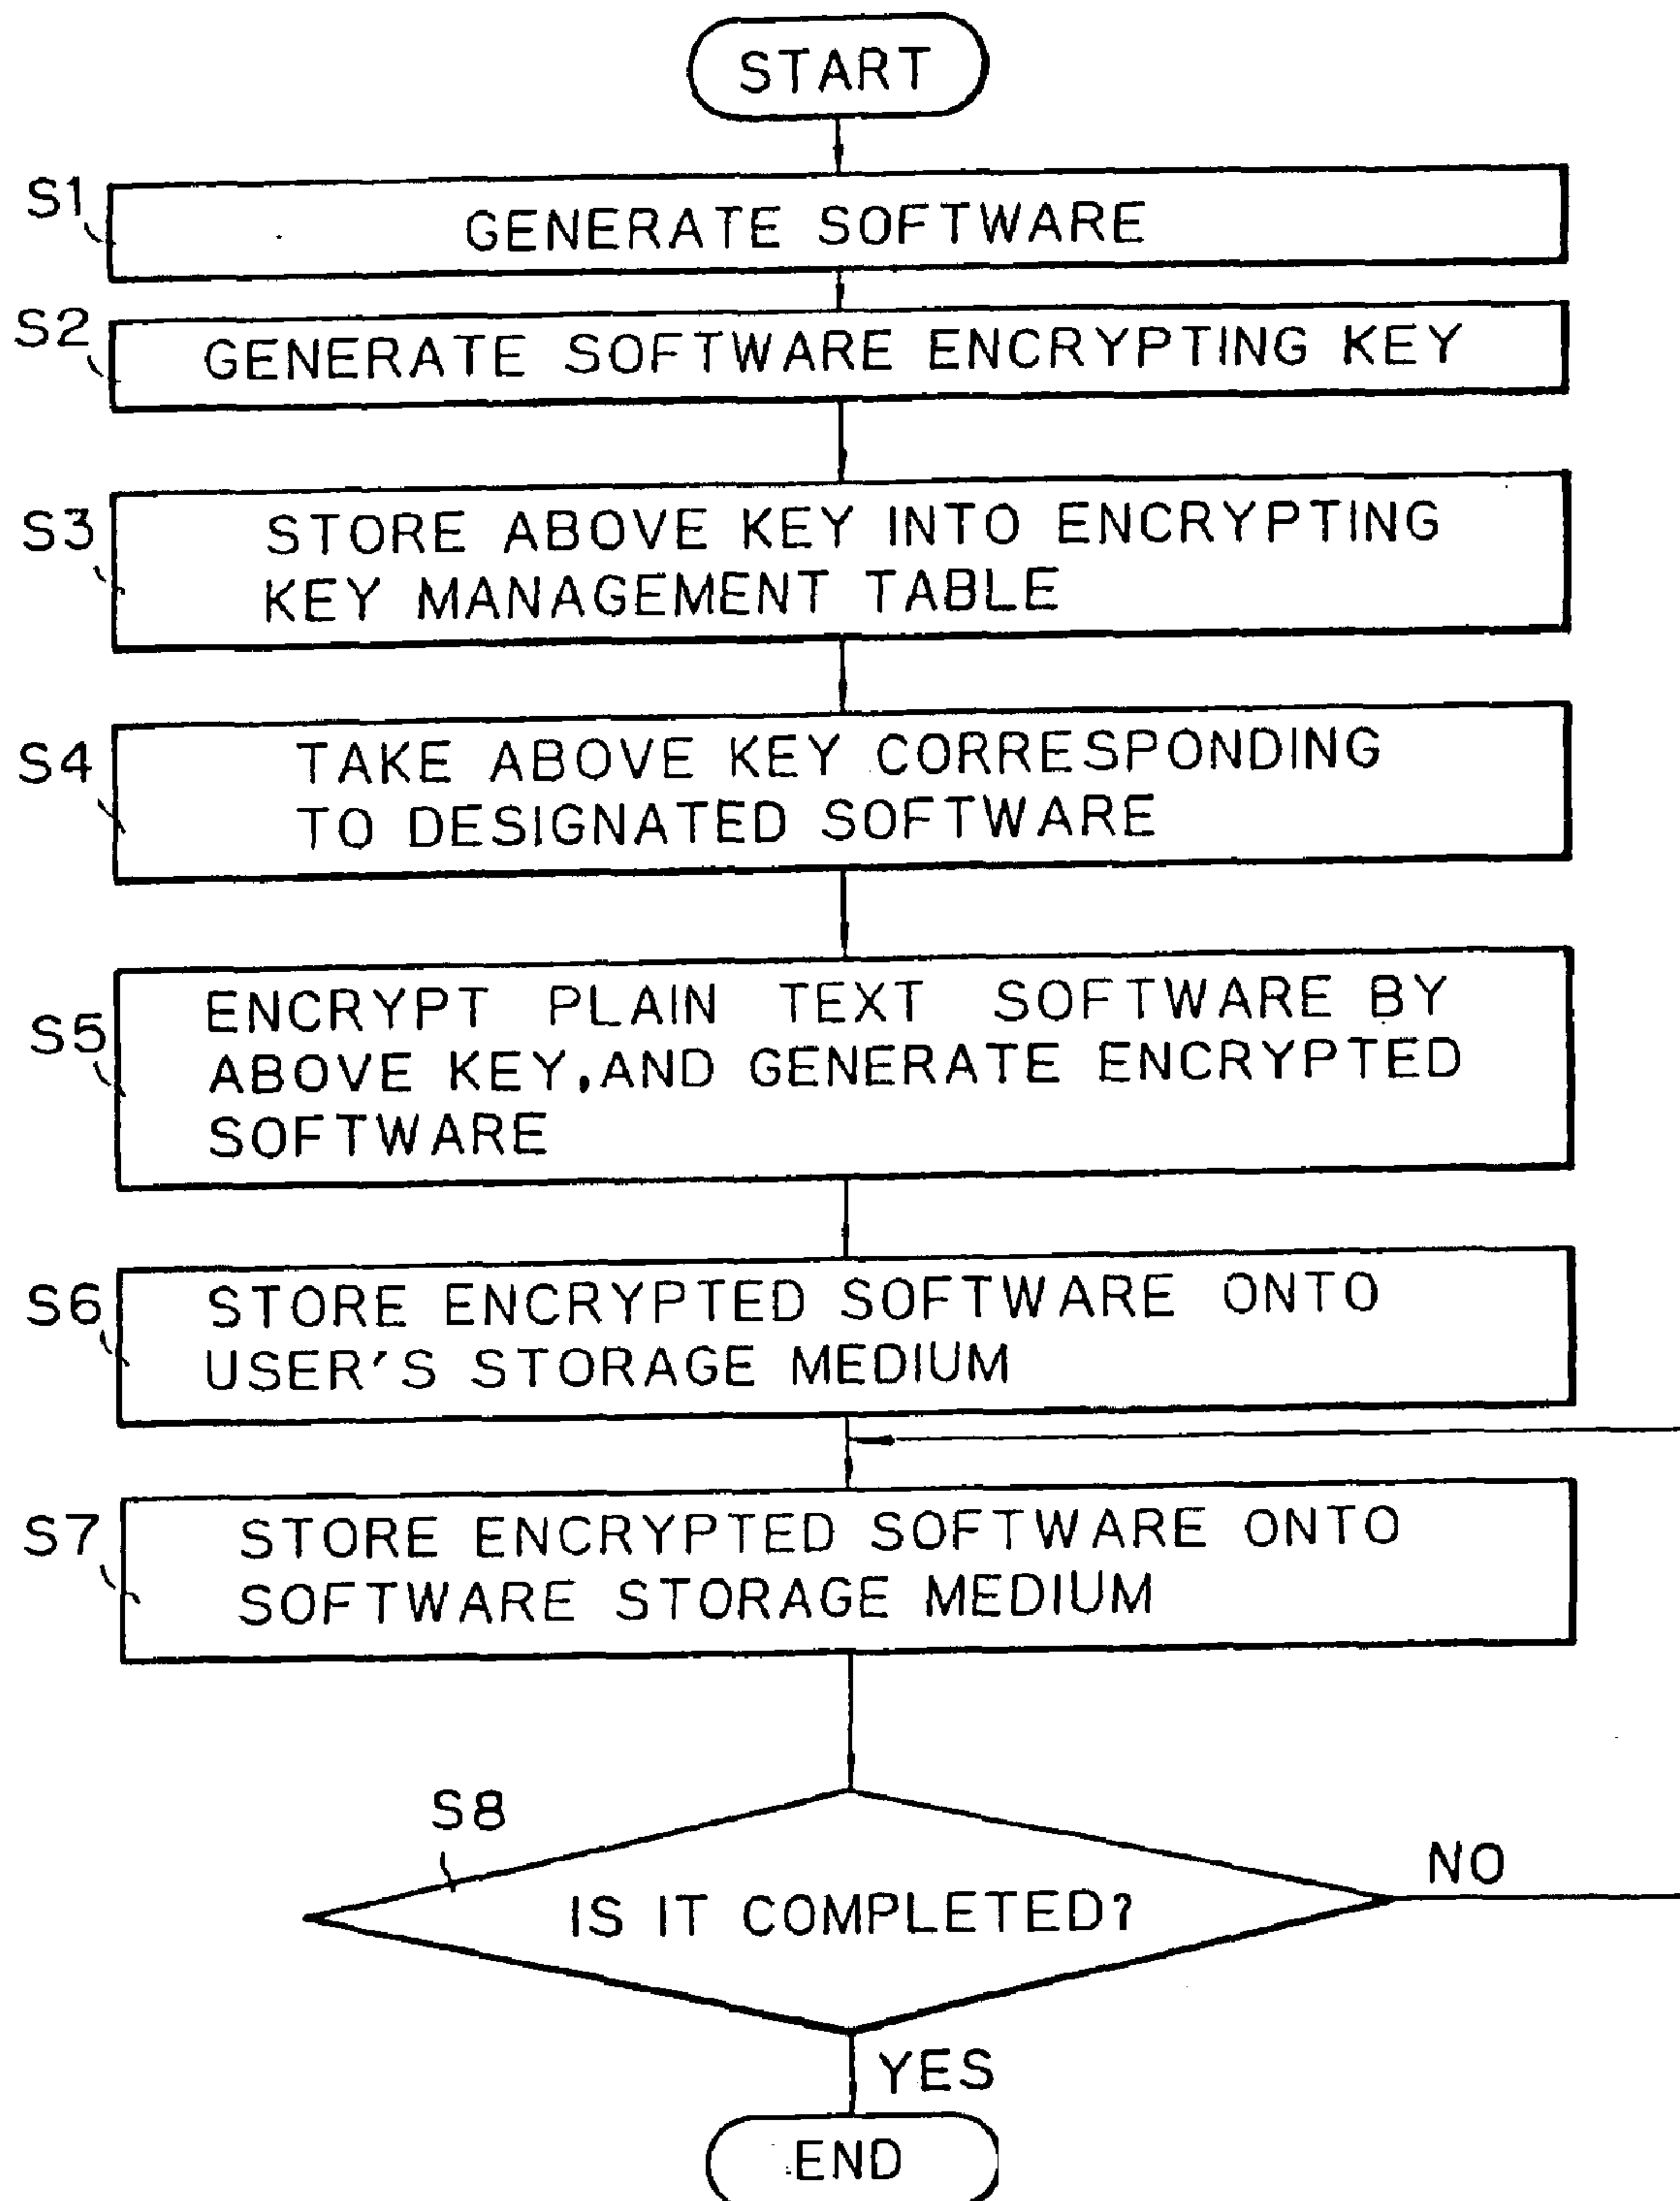 START
S1
GENERATE SOFTWARE
S2
GENERATE SOFTWARE ENCRYPTING KEY
S3
STORE ABOVE KEY INTO ENCRYPTING
KEY MANAGEMENT TABLE
S4
TAKE ABOVE KEY CORRESPONDING
TO DESIGNATED SOFTWARE
S5
ENCRYPT PLAIN TEXT SOFTWARE BY
ABOVE KEY, AND GENERATE ENCRYPTED
SOFTWARE
S6
STORE ENCRYPTED SOFTWARE ONTO
USER'S STORAGE MEDIUM
S7
STORE ENCRYPTED SOFTWARE ONTO
SOFTWARE STORAGE MEDIUM
S8
IS IT COMPLETED?
NO
YES
END